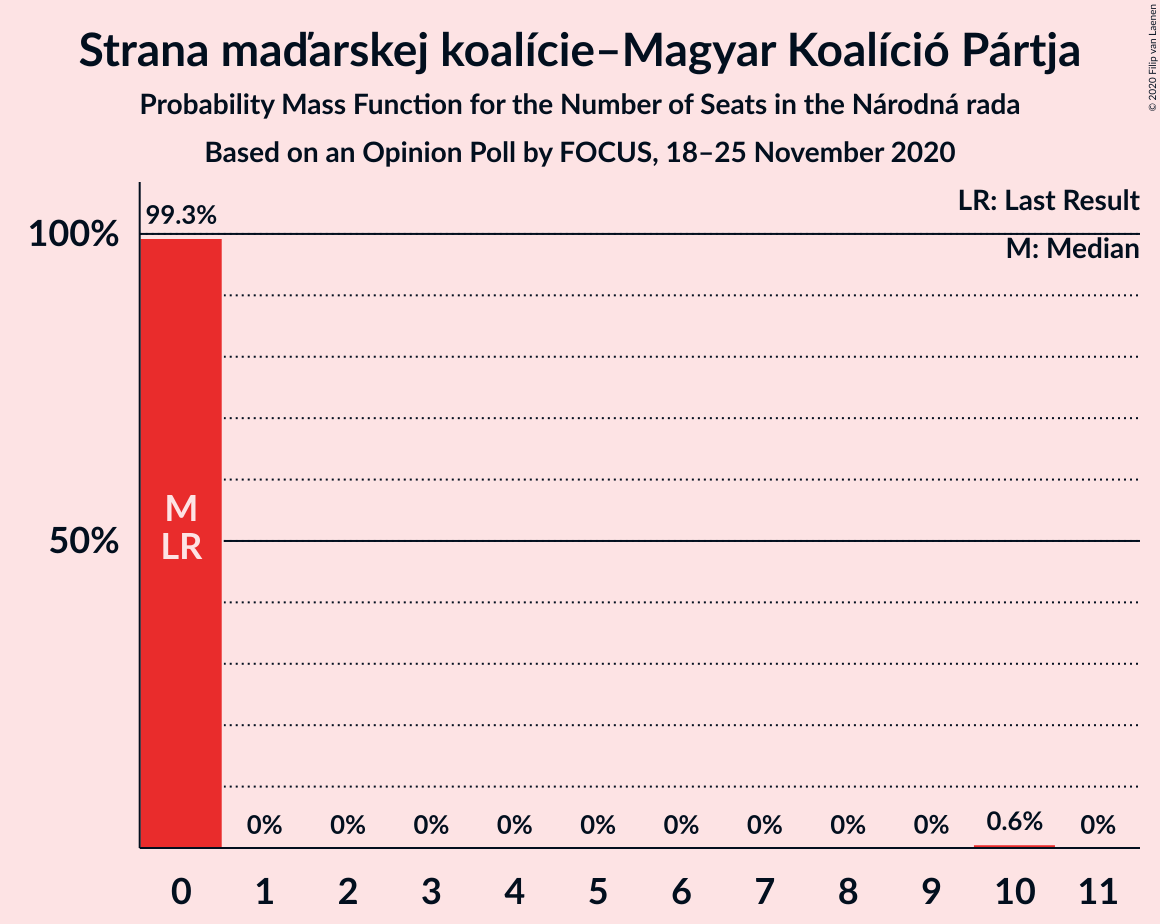 Strana maďarskej koalície–Magyar Koalíció Pártja
Probability Mass Function for the Number of Seats in the Národná rada
Based on an Opinion Poll by FOCUS, 18–25 November 2020
© 2020 Filip van Laenen
LR: Last Result
M: Median
99.3%
100%
50%
M
LR
0% 0% 0% 0% 0% 0% 0% 0% 0% 0.6% 0%
0 1 2 3 4 5 6 7 8 9 10 11